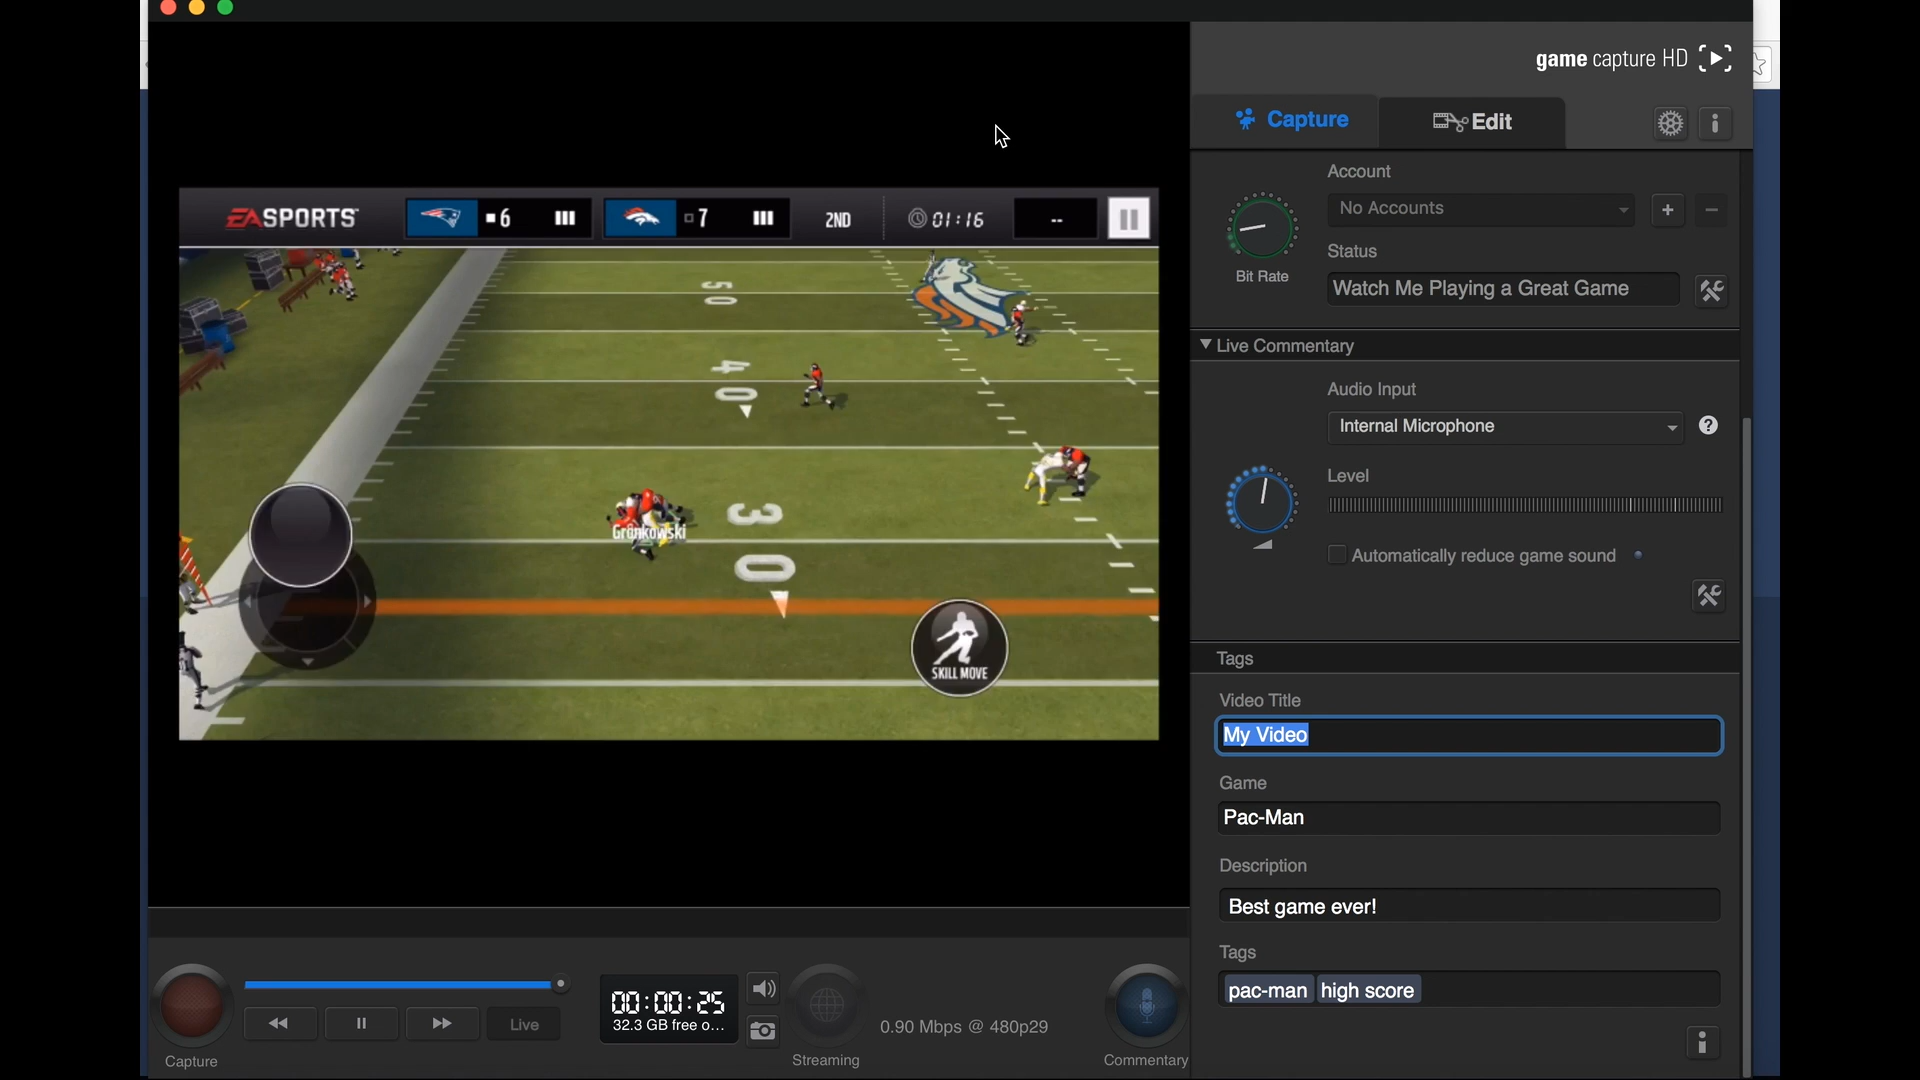 game capture HD
Capture
Edit
EA SPORTS
6
7
2ND
01:16
--
Account
No Accounts
Bit Rate
Status
Watch Me Playing a Great Game
Live Commentary
Audio Input
Internal Microphone
?
Level
Automatically reduce game sound
50
40
30
Gronkowski
SKILL MOVE
Tags
Video Title
My Video
Game
Pac-Man
Description
Best game ever!
Tags
pac-man high score
Live
00:00:25
32.3 GB free o...
0.90 Mbps @ 480p29
Capture
Streaming
Commentary